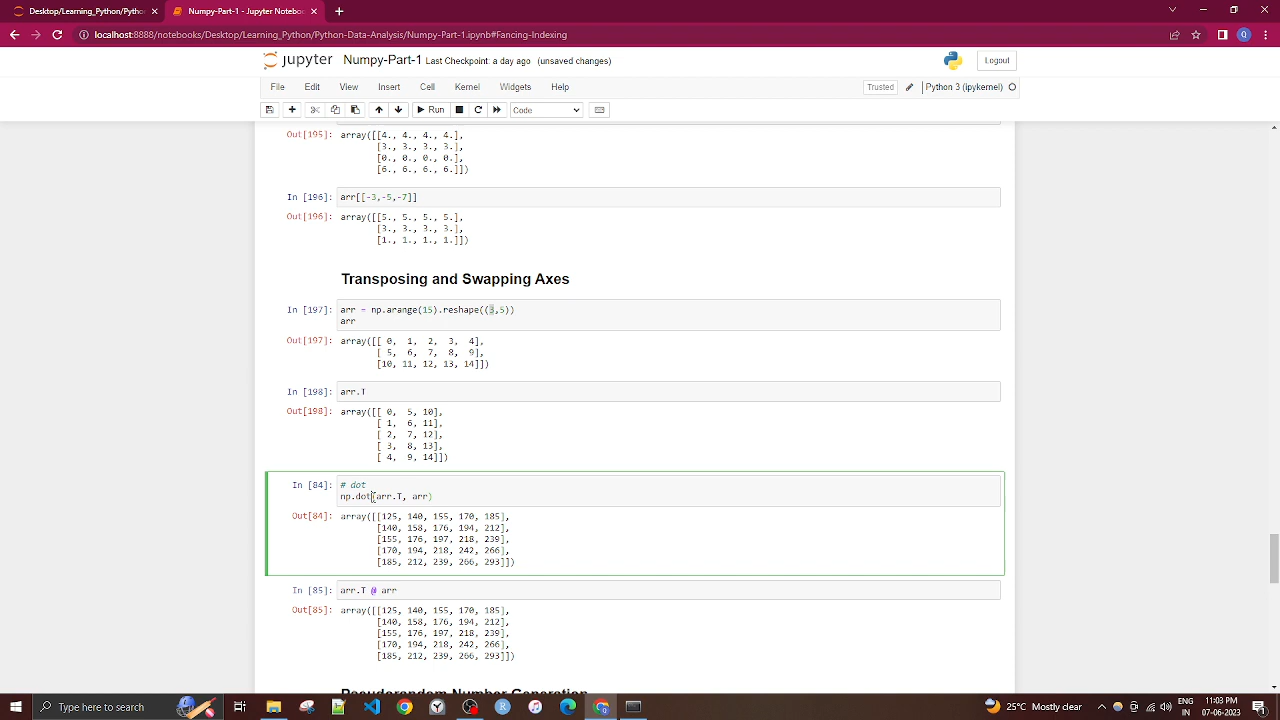 Desktop/Learning_Python/Python-
Numpy-Part-1 - Jupyter Notebook
localhost:8888/notebooks/Desktop/Learning_Python/Python-Data-Analysis/Numpy-Part-1.ipynb#Fancing-Indexing
jupyter Numpy-Part-1 Last Checkpoint: a day ago (unsaved changes)
Logout
File Edit View Insert Cell Kernel Widgets Help
Trusted
Python 3 (ipykernel)
Run
Code
Out[195]: array([[4., 4., 4., 4.],
[3., 3., 3., 3.],
[0., 0., 0., 0.],
[6., 6., 6., 6.]])
In [196]: arr[[-3,-5,-7]]
Out[196]: array([[5., 5., 5., 5.],
[3., 3., 3., 3.],
[1., 1., 1., 1.]])
Transposing and Swapping Axes
In [197]: arr = np.arange(15).reshape((3,5))
arr
Out[197]: array([[ 0, 1, 2, 3, 4],
[ 5, 6, 7, 8, 9],
[10, 11, 12, 13, 14]])
In [198]: arr.T
Out[198]: array([[ 0, 5, 10],
[ 1, 6, 11],
[ 2, 7, 12],
[ 3, 8, 13],
[ 4, 9, 14]])
In [84]: # dot
np.dot(arr.T, arr)
Out[84]: array([[125, 140, 155, 170, 185],
[140, 158, 176, 194, 212],
[155, 176, 197, 218, 239],
[170, 194, 218, 242, 266],
[185, 212, 239, 266, 293]])
In [85]: arr.T @ arr
Out[85]: array([[125, 140, 155, 170, 185],
[140, 158, 176, 194, 212],
[155, 176, 197, 218, 239],
[170, 194, 218, 242, 266],
[185, 212, 239, 266, 293]])
Pseudorandom Number Generation
Type here to search
25°C Mostly clear
ENG
IN
11:08 PM
07-06-2023